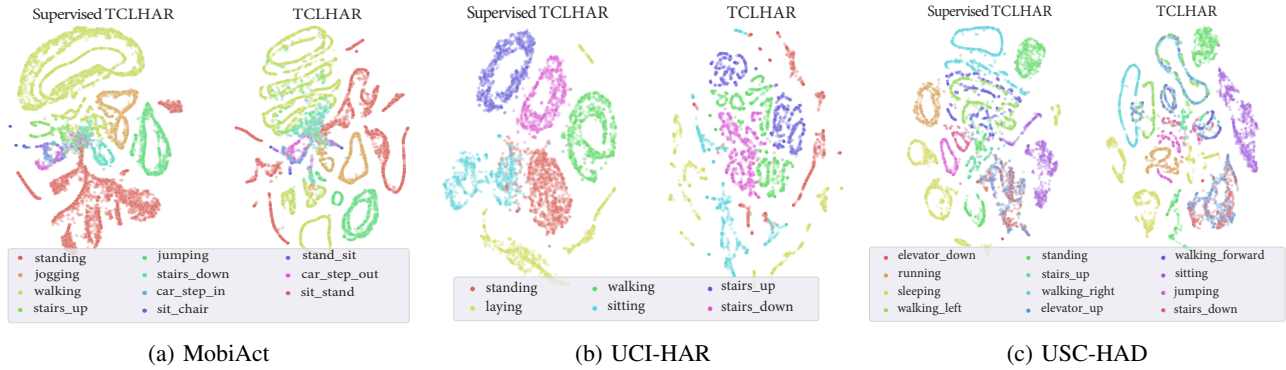 Supervised TCLHAR TCLHAR Supervised TCLHAR TCLHAR Supervised TCLHAR TCLHAR
standing jumping stand_sit
jogging stairs_down car_step_out
walking car_step_in sit_stand
stairs_up sit_chair
standing walking stairs_up
laying sitting stairs_down
elevator_down standing walking_forward
running stairs_up sitting
sleeping walking_right jumping
walking_left elevator_up stairs_down
(a) MobiAct (b) UCI-HAR (c) USC-HAD